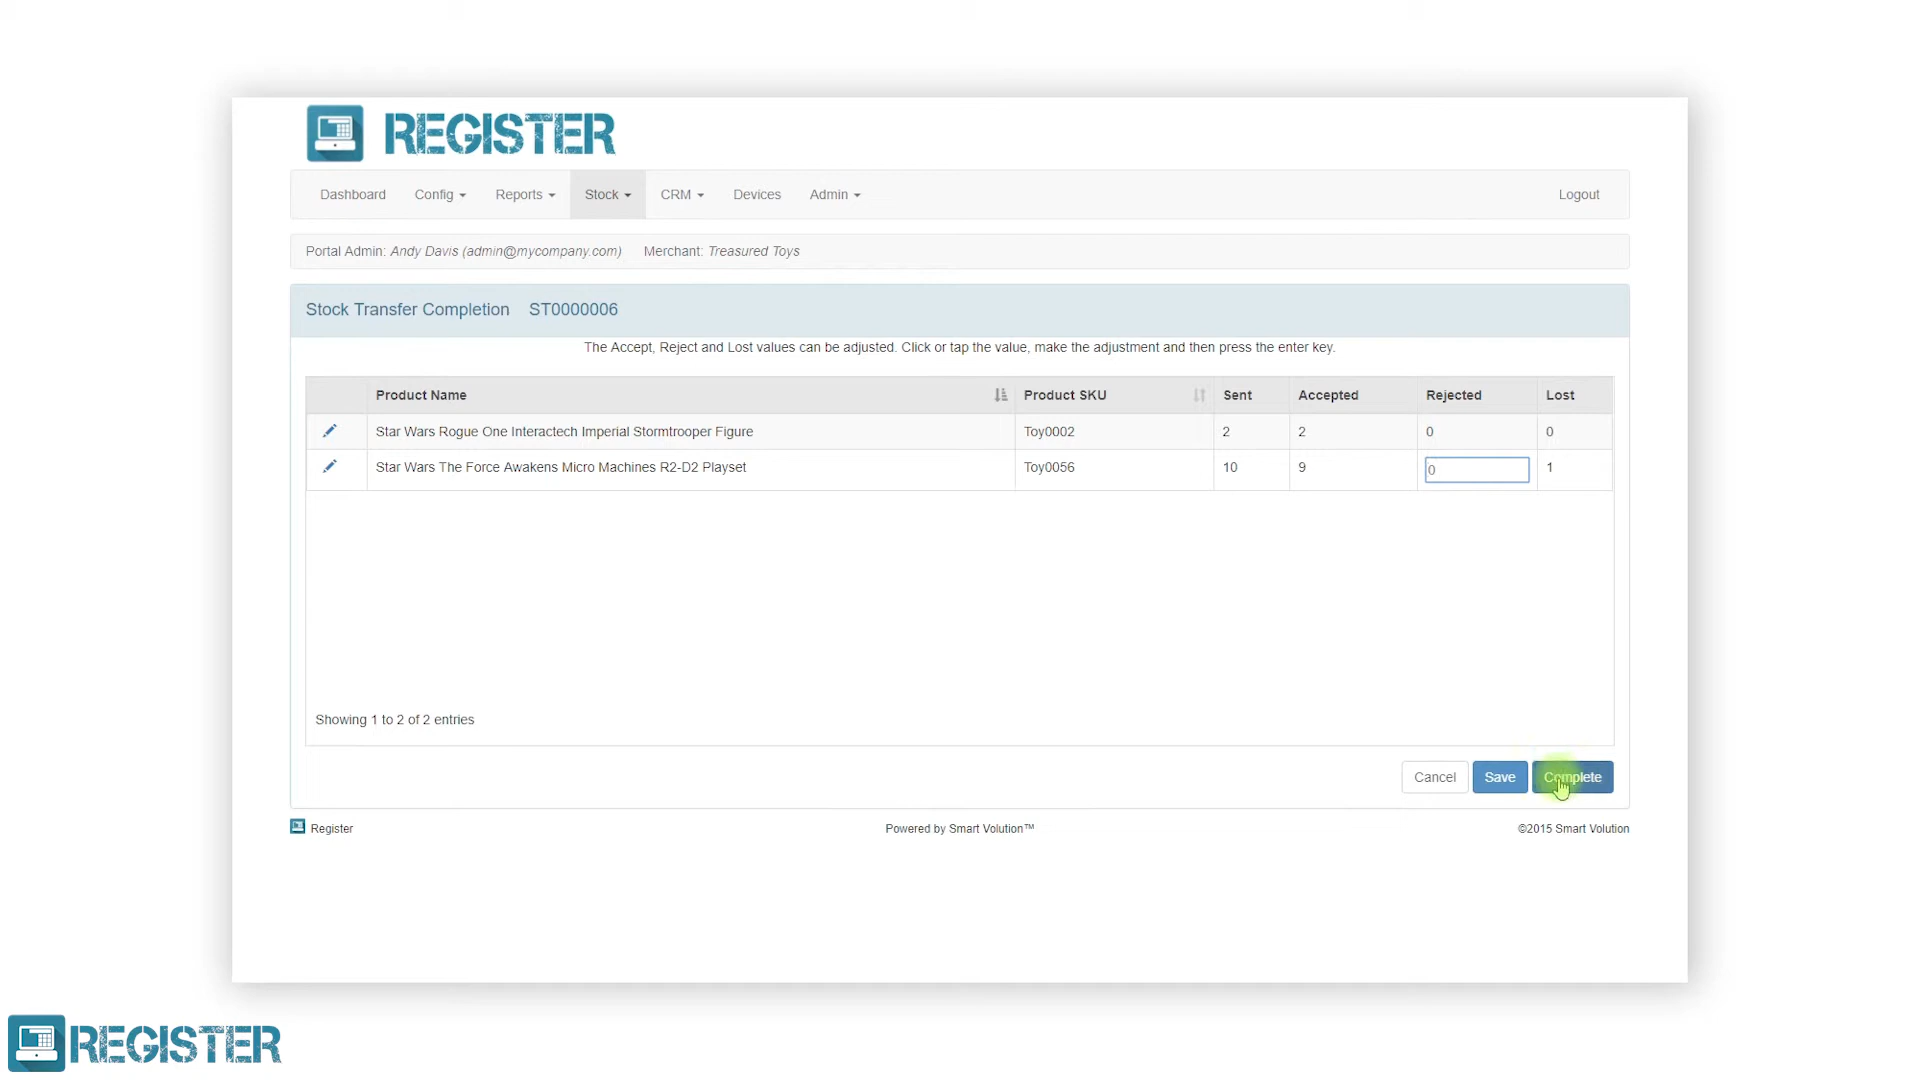 REGISTER
Dashboard Config Reports Stock CRM Devices Admin Logout
Portal Admin: Andy Davis (admin@mycompany.com) Merchant: Treasured Toys
Stock Transfer Completion ST0000006
The Accept, Reject and Lost values can be adjusted. Click or tap the value, make the adjustment and then press the enter key.
Product Name Product SKU Sent Accepted Rejected Lost
Star Wars Rogue One Interactech Imperial Stormtrooper Figure Toy0002 2 2 0 0
Star Wars The Force Awakens Micro Machines R2-D2 Playset Toy0056 10 9 0 1
Showing 1 to 2 of 2 entries
Cancel Save Complete
Register Powered by Smart Volution™ ©2015 Smart Volution
REGISTER